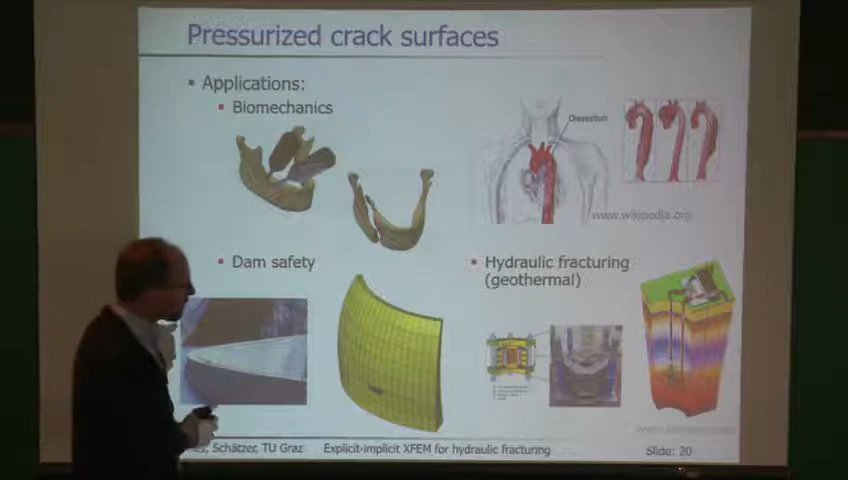 Pressurized crack surfaces
Applications:
Biomechanics
Dissection
www.wikipedia.org
Dam safety
Hydraulic fracturing
(geothermal)
Schätzer, TU Graz
Explicit-implicit XFEM for hydraulic fracturing
Slide: 20